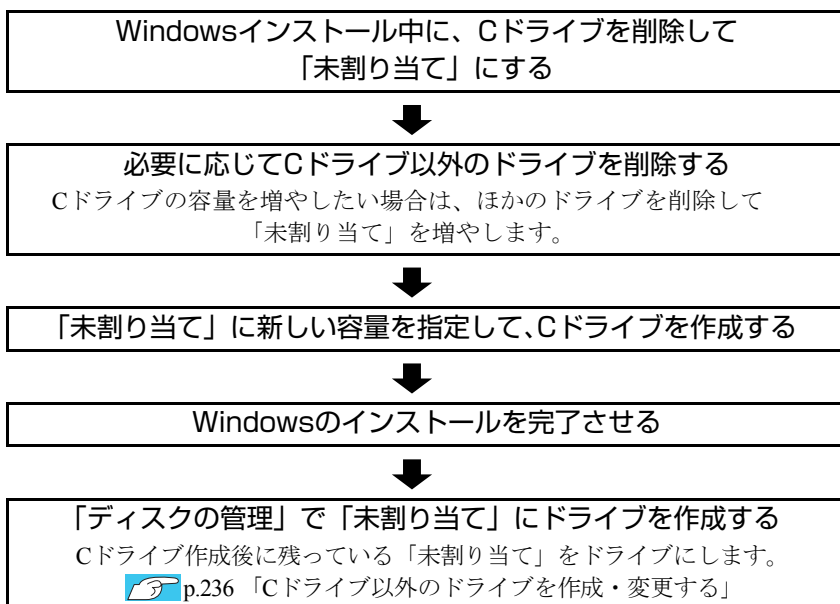 Windowsインストール中に、Cドライブを削除して
「未割り当て」にする
必要に応じてCドライブ以外のドライブを削除する
Cドライブの容量を増やしたい場合は、ほかのドライブを削除して
「未割り当て」を増やします。
「未割り当て」に新しい容量を指定して、Cドライブを作成する
Windowsのインストールを完了させる
「ディスクの管理」で「未割り当て」にドライブを作成する
Cドライブ作成後に残っている「未割り当て」をドライブにします。
p.236 「Cドライブ以外のドライブを作成・変更する」